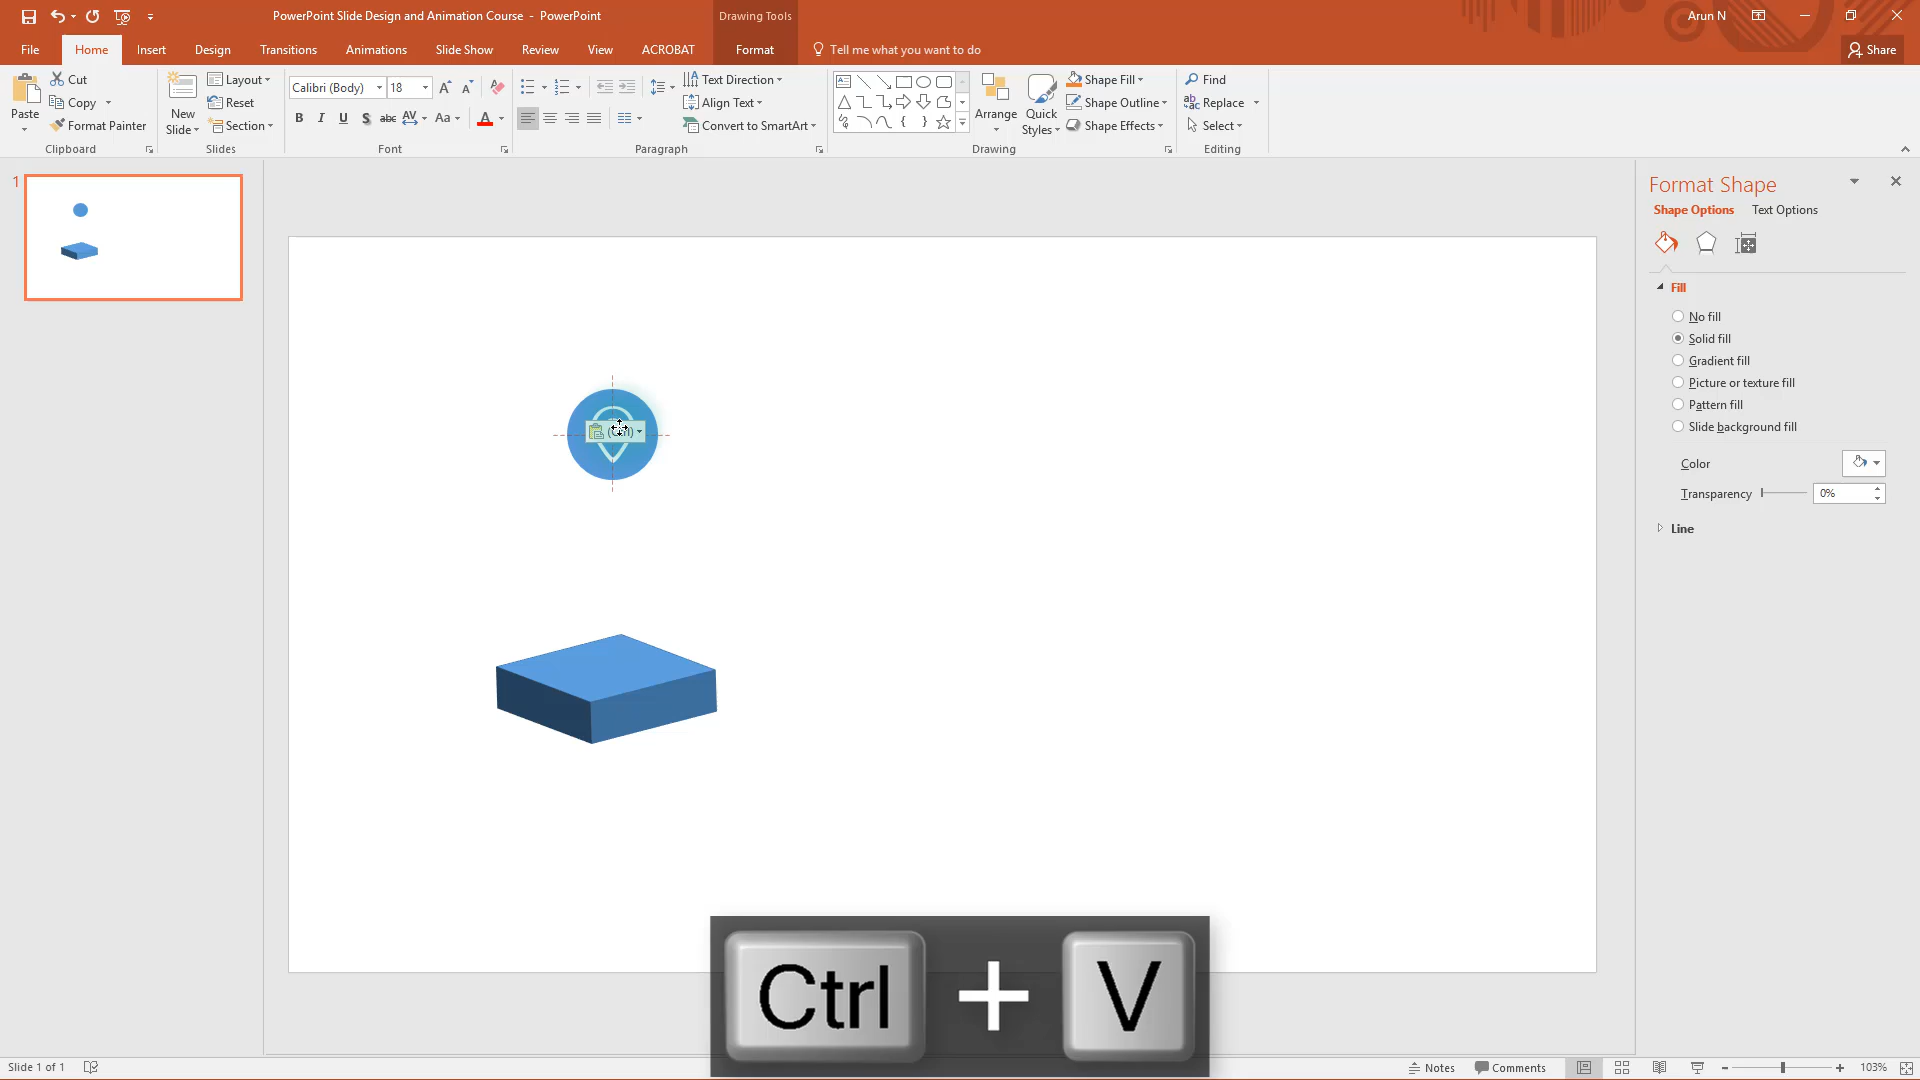 PowerPoint Slide Design and Animation Course - PowerPoint
Drawing Tools
Arun N
File Home Insert Design Transitions Animations Slide Show Review View ACROBAT Format Tell me what you want to do Share
Paste
Cut
Copy
Format Painter
Clipboard
New
Slide
Layout
Reset
Section
Slides
Calibri (Body) 18
B I U S abc AV Aa A
Font
Text Direction
Align Text
Convert to SmartArt
Paragraph
Arrange
Quick
Styles
Shape Fill
Shape Outline
Shape Effects
Drawing
Find
Replace
Select
Editing
1
Format Shape
Shape Options Text Options
Fill
No fill
Solid fill
Gradient fill
Picture or texture fill
Pattern fill
Slide background fill
Color
Transparency 0%
Line
(Ctrl)
Ctrl + V
Slide 1 of 1
Notes Comments 103%